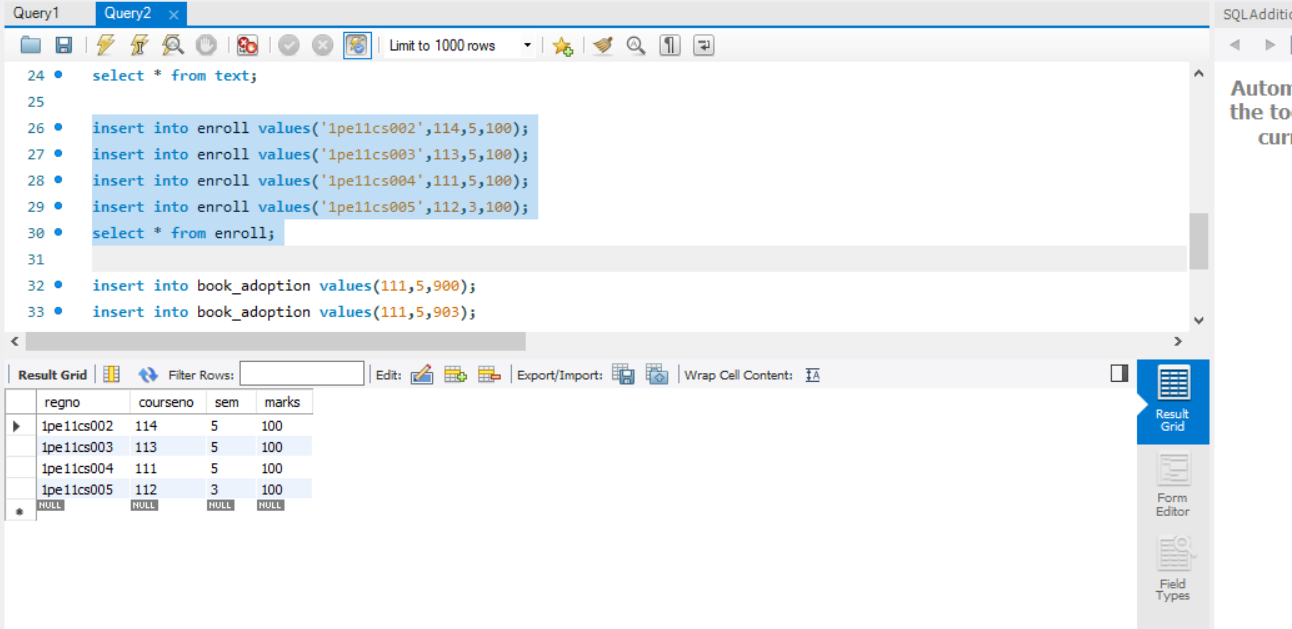 Query1 Query2 × SQLAdditi
Limit to 1000 rows
24 select * from text;
25
26 insert into enroll values('1pe11cs002',114,5,100);
27 insert into enroll values('1pe11cs003',113,5,100);
28 insert into enroll values('1pe11cs004',111,5,100);
29 insert into enroll values('1pe11cs005',112,3,100);
30 select * from enroll;
31
32 insert into book_adoption values(111,5,900);
33 insert into book_adoption values(111,5,903);
Autom
the to
curr
Result Grid Filter Rows: Edit: Export/Import: Wrap Cell Content: IA
regno courseno sem marks
1pe11cs002 114 5 100
1pe11cs003 113 5 100
1pe11cs004 111 5 100
1pe11cs005 112 3 100
NULL NULL NULL NULL
Result
Grid
Form
Editor
Field
Types